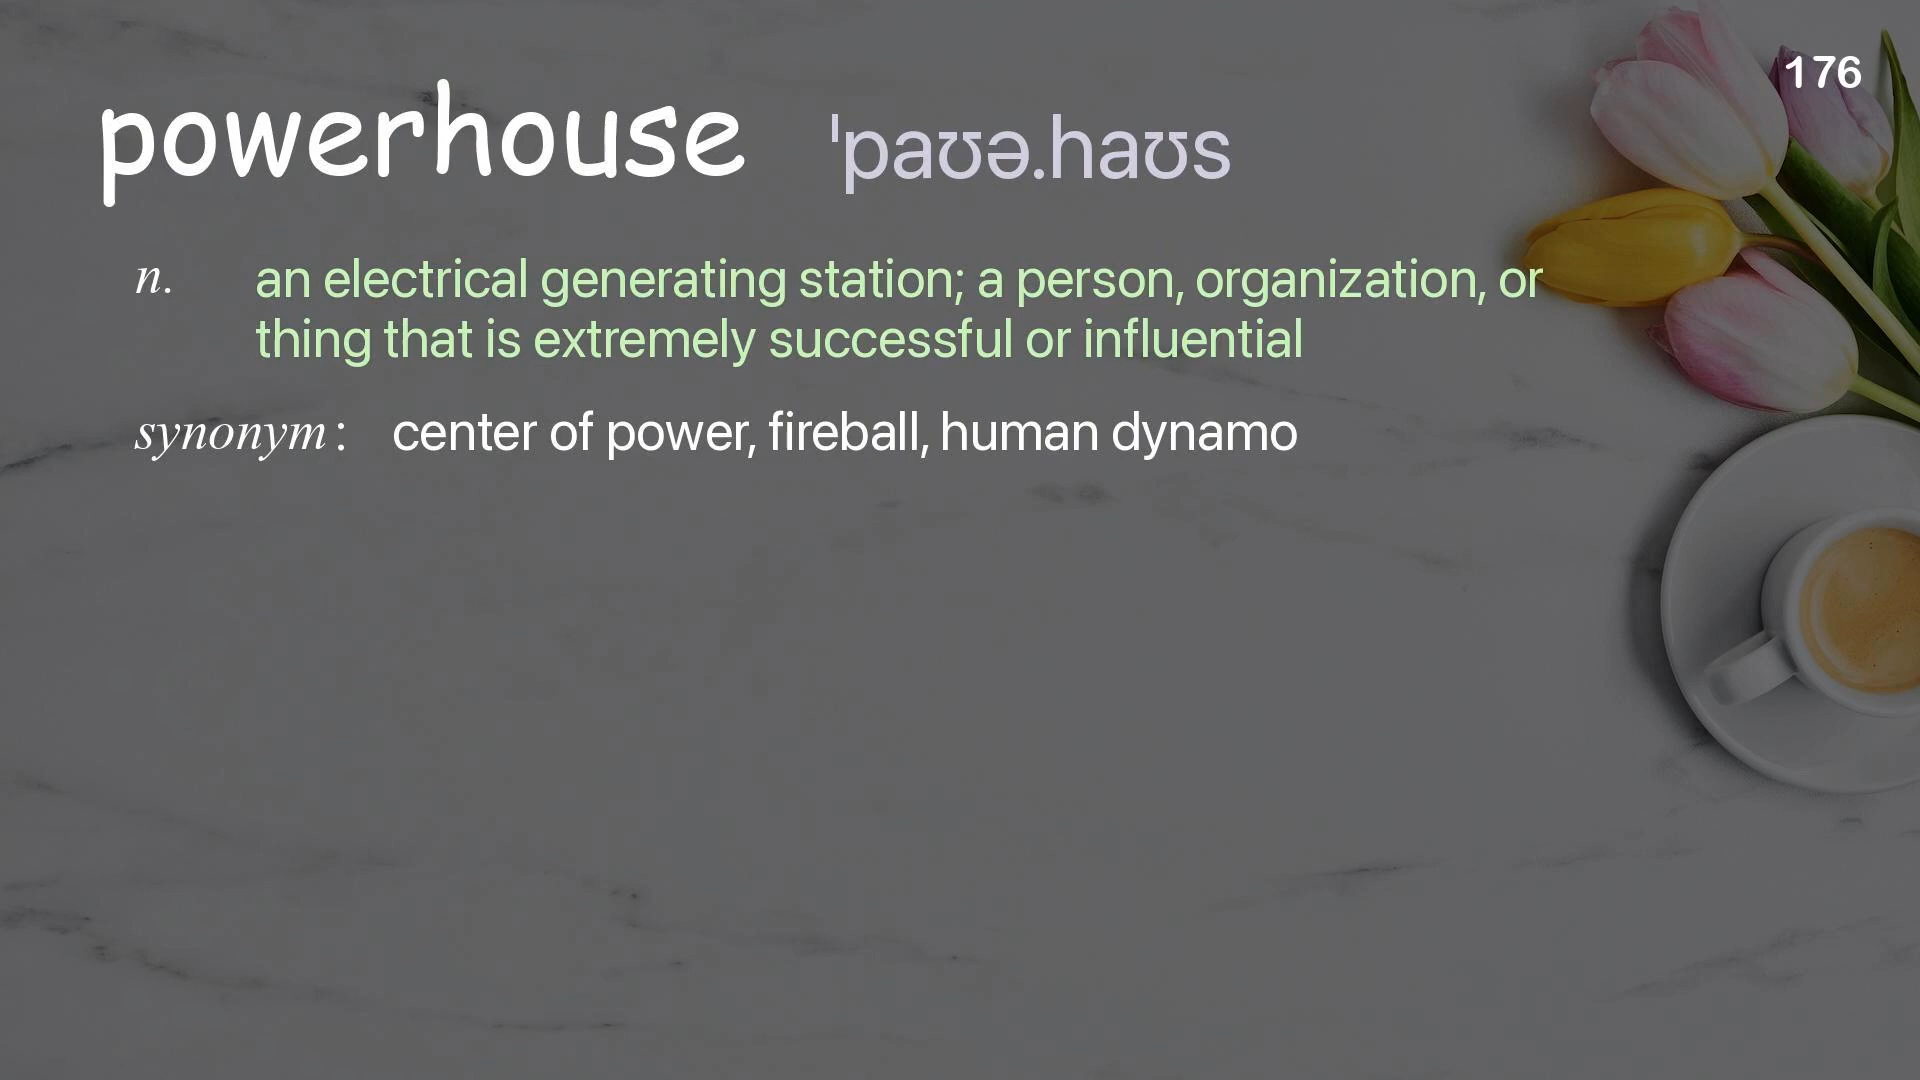 176
powerhouse ˈpaʊə.haʊs
n. an electrical generating station; a person, organization, or
thing that is extremely successful or influential
synonym: center of power, fireball, human dynamo